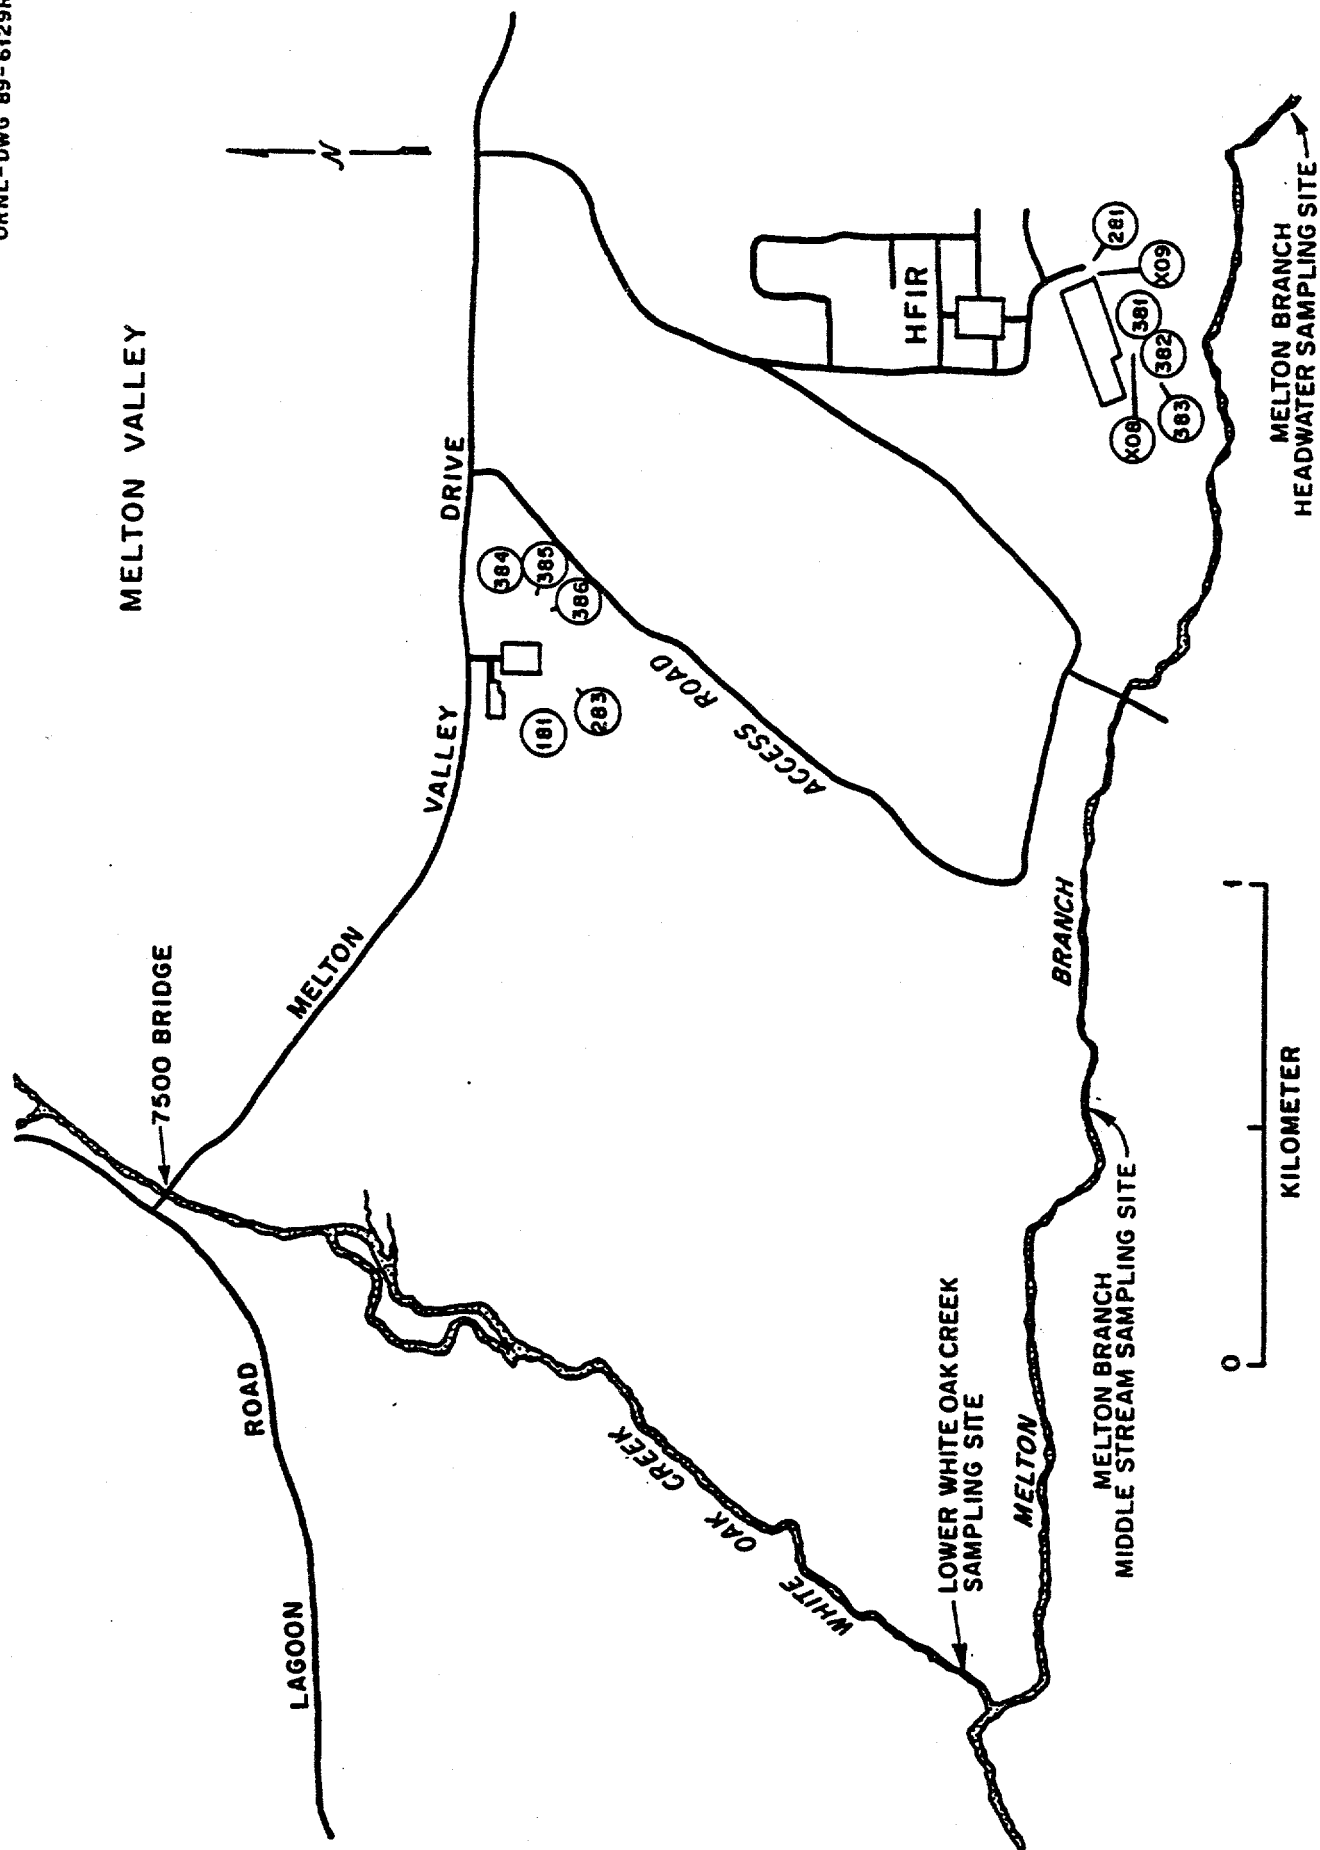 ORNL-DWG 89-6129R
MELTON VALLEY
N
7500 BRIDGE
MELTON
VALLEY
DRIVE
LAGOON
ROAD
384
385
386
181
283
ACCESS ROAD
HFIR
281
X09
381
382
X08
383
WHITE OAK CREEK
LOWER WHITE OAK CREEK
SAMPLING SITE
MELTON
BRANCH
MELTON BRANCH
MIDDLE STREAM SAMPLING SITE
MELTON BRANCH
HEADWATER SAMPLING SITE
0
1
KILOMETER